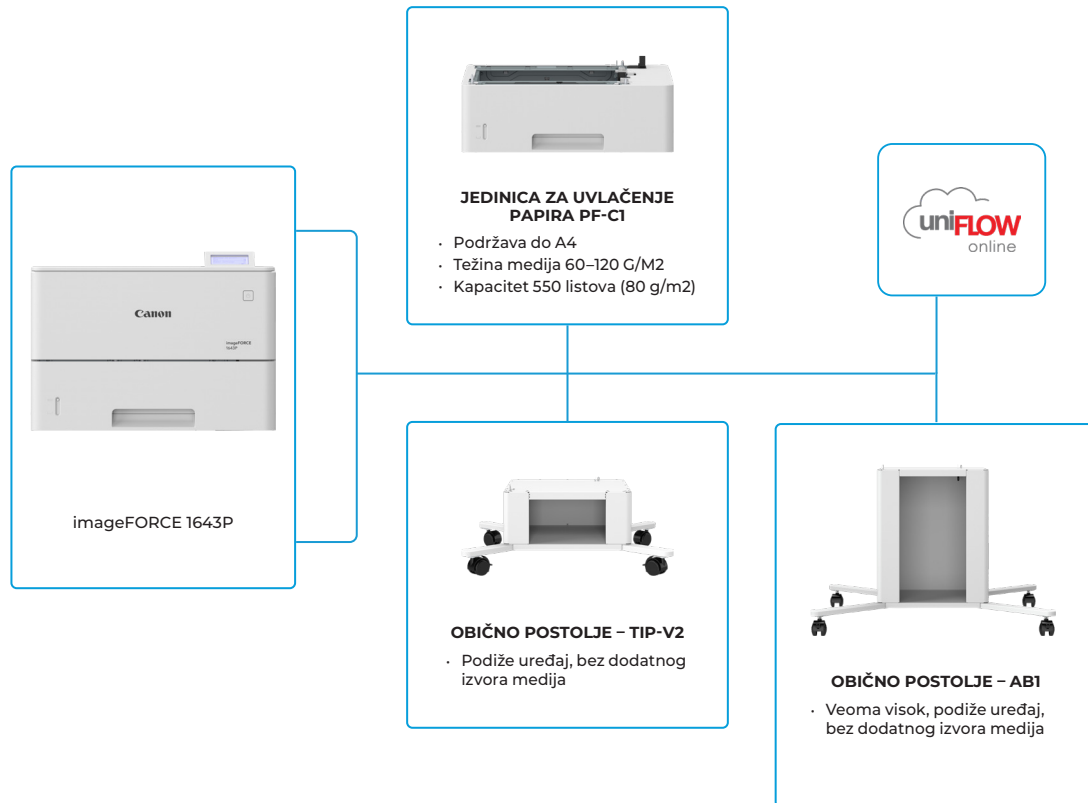 JEDINICA ZA UVLAČENJE
PAPIRA PF-C1
· Podržava do A4
· Težina medija 60–120 G/M2
· Kapacitet 550 listova (80 g/m2)
uniFLOW
online
Canon
imageFORCE
1643P
imageFORCE 1643P
OBIČNO POSTOLJE – TIP-V2
· Podiže uređaj, bez dodatnog
izvora medija
OBIČNO POSTOLJE – AB1
· Veoma visok, podiže uređaj,
bez dodatnog izvora medija